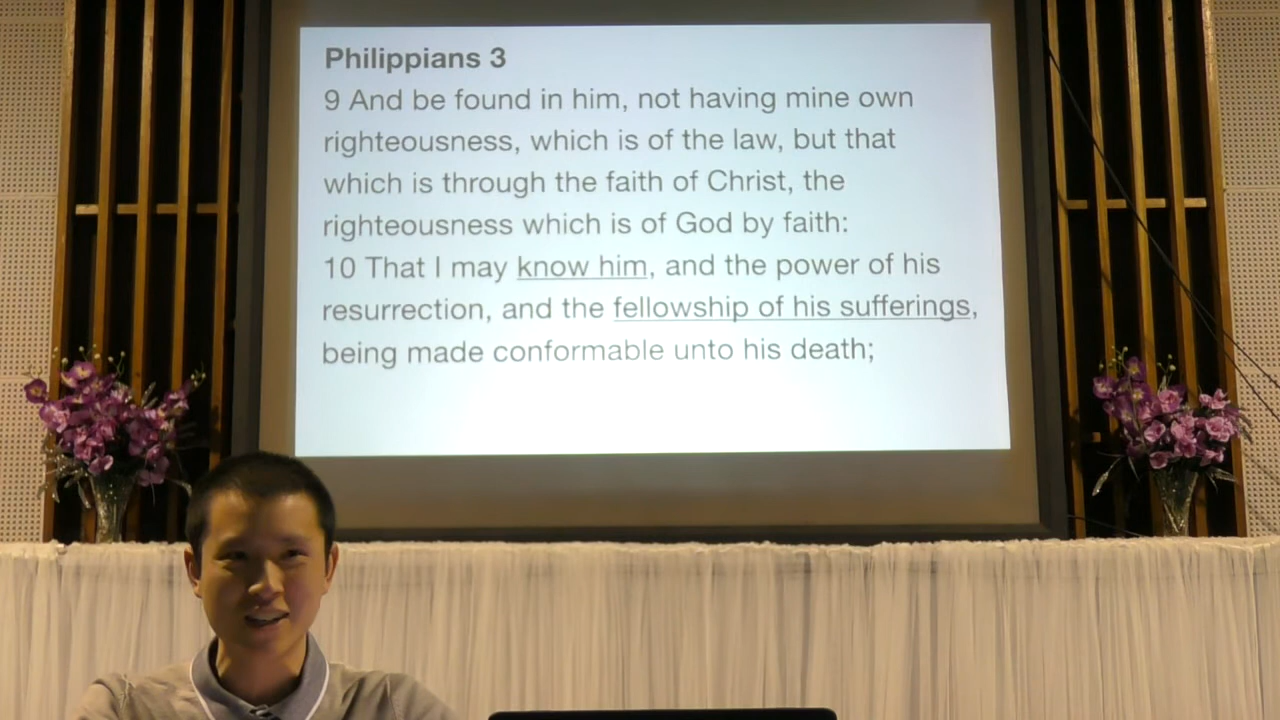 Philippians 3
9 And be found in him, not having mine own
righteousness, which is of the law, but that
which is through the faith of Christ, the
righteousness which is of God by faith:
10 That I may know him, and the power of his
resurrection, and the fellowship of his sufferings,
being made conformable unto his death;